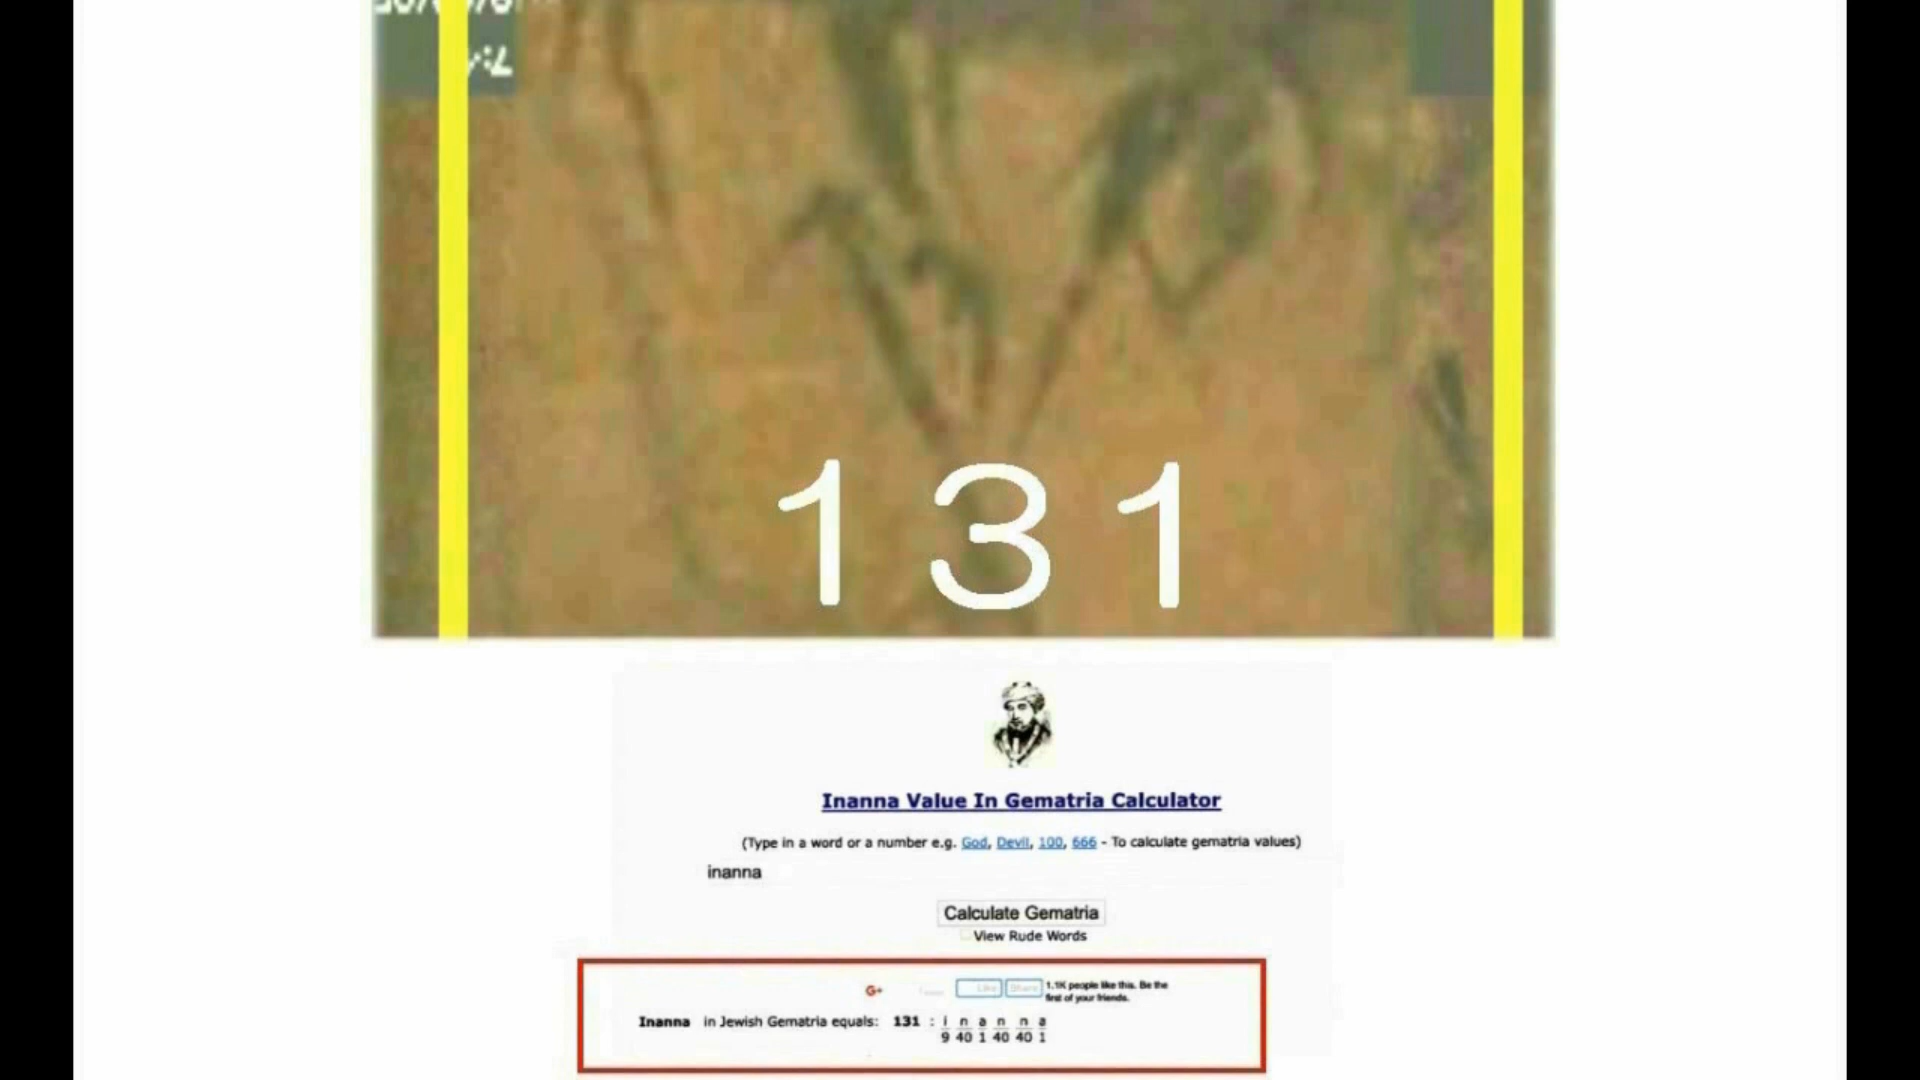 131
Inanna Value In Gematria Calculator
(Type in a word or a number e.g. God, Devil, 100, 666 - To calculate gematria values)
inanna
Calculate Gematria
View Rude Words
G+ Like Share 1.1K people like this. Be the
first of your friends.
Inanna in Jewish Gematria equals: 131 : i n a n n a
9 40 1 40 40 1